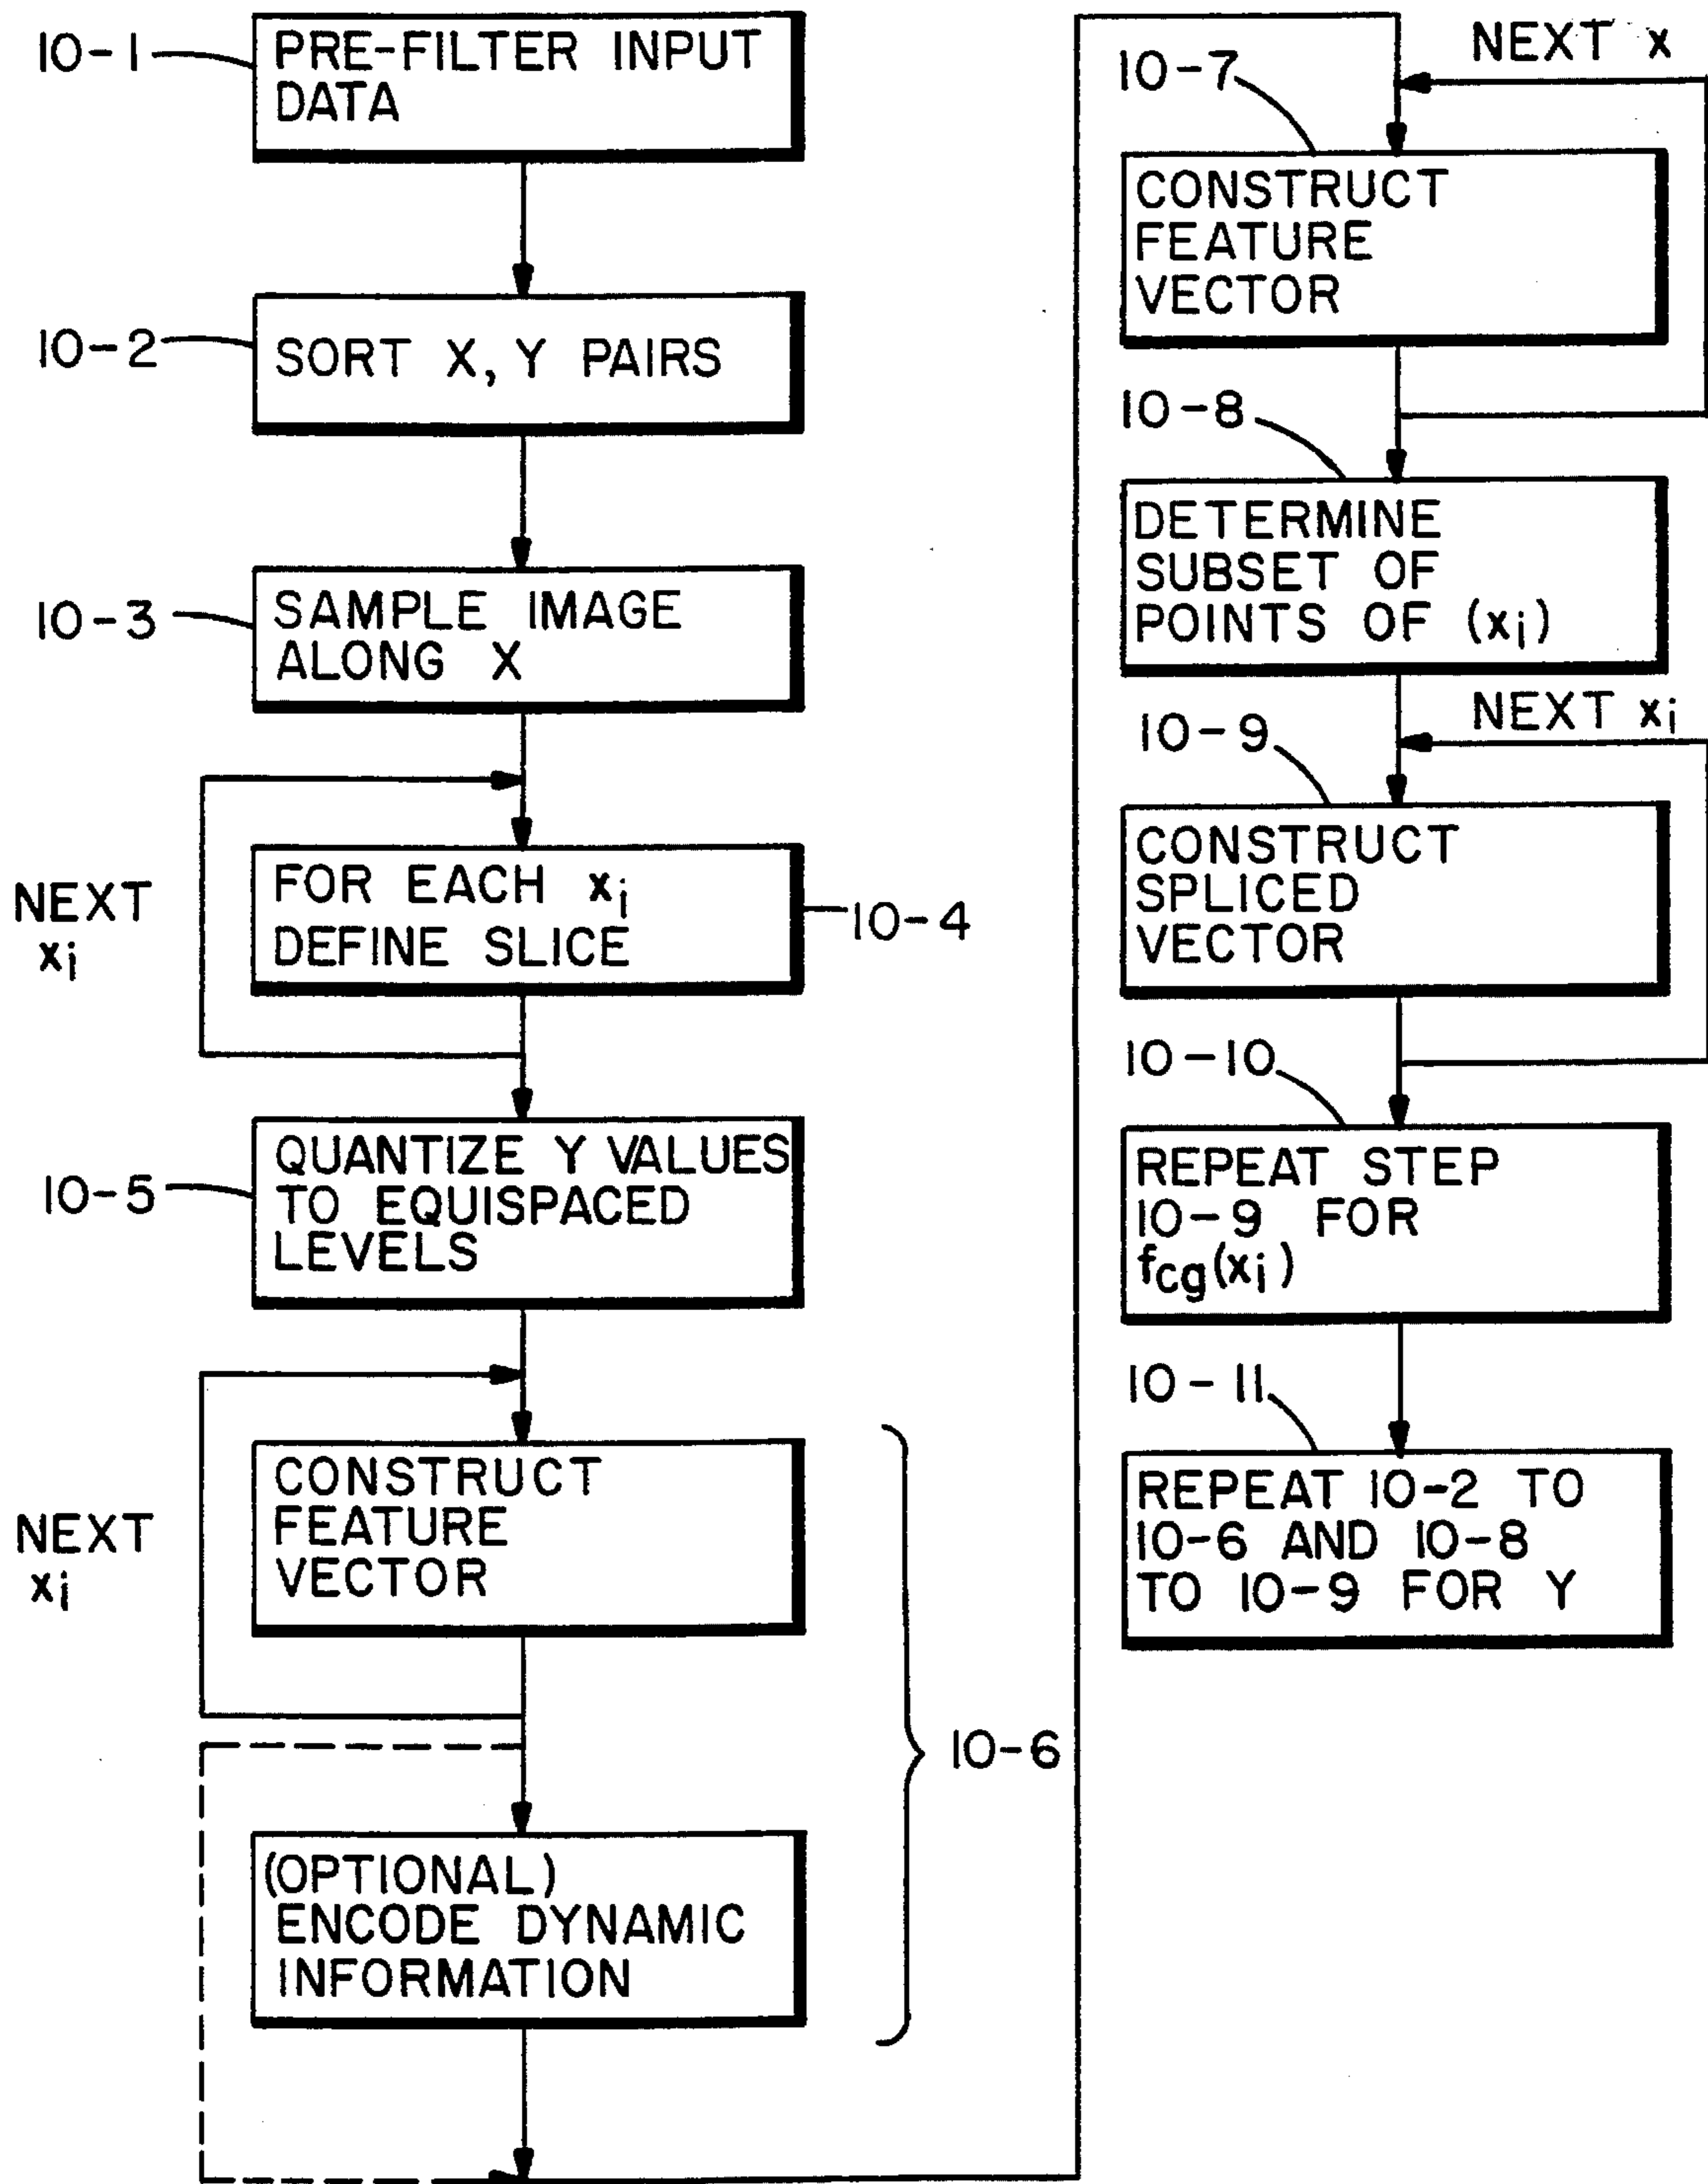 10-1
PRE-FILTER INPUT
DATA
10-2
SORT X, Y PAIRS
10-3
SAMPLE IMAGE
ALONG X
NEXT
xi
FOR EACH xi
DEFINE SLICE
10-4
10-5
QUANTIZE Y VALUES
TO EQUISPACED
LEVELS
NEXT
xi
CONSTRUCT
FEATURE
VECTOR
10-6
(OPTIONAL)
ENCODE DYNAMIC
INFORMATION
NEXT x
10-7
CONSTRUCT
FEATURE
VECTOR
10-8
DETERMINE
SUBSET OF
POINTS OF (xi)
NEXT xi
10-9
CONSTRUCT
SPLICED
VECTOR
10-10
REPEAT STEP
10-9 FOR
fcg(xi)
10-11
REPEAT 10-2 TO
10-6 AND 10-8
TO 10-9 FOR Y